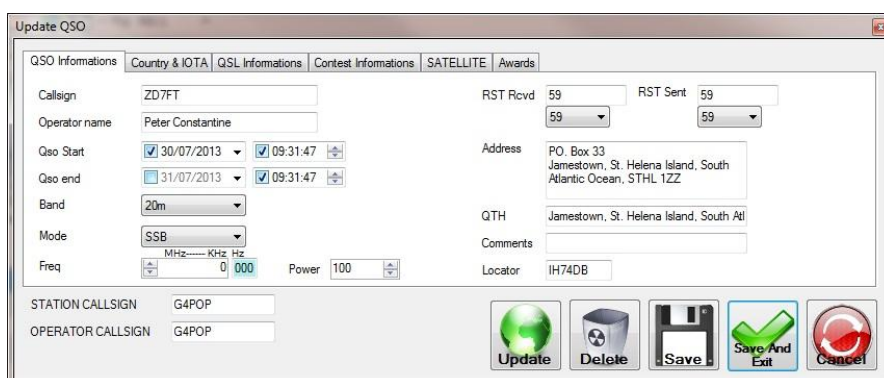 Update QSO
QSO Informations Country & IOTA QSL Informations Contest Informations SATELLITE Awards
Callsign ZD7FT RST Rcvd 59 RST Sent 59
59 59
Operator name Peter Constantine
Qso Start 30/07/2013 09:31:47
Qso end 31/07/2013 09:31:47
Address PO. Box 33
Jamestown, St. Helena Island, South
Atlantic Ocean, STHL 1ZZ
Band 20m
QTH Jamestown, St. Helena Island, South Atl
Mode SSB
Comments
MHz------ KHz Hz
Freq 0 000 Power 100
Locator IH74DB
STATION CALLSIGN G4POP
OPERATOR CALLSIGN G4POP
Update Delete Save Save And
Exit Cancel